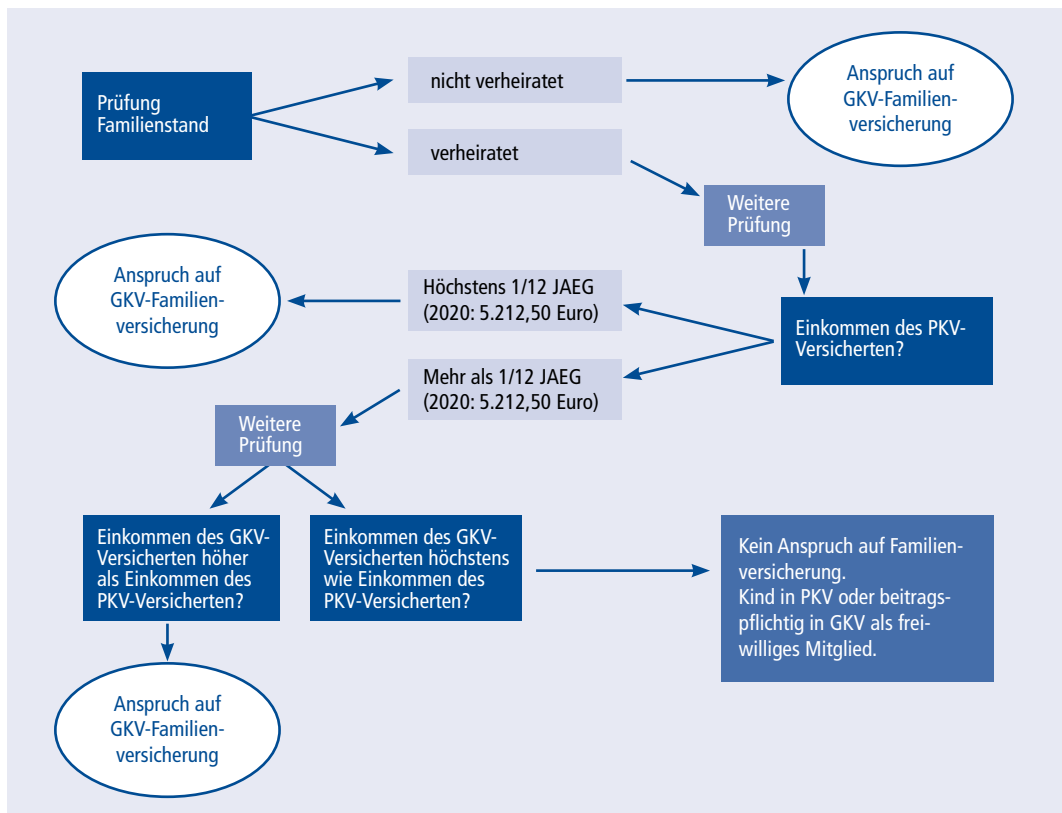 Prüfung
Familienstand
nicht verheiratet
Anspruch auf
GKV-Familien-
versicherung
verheiratet
Weitere
Prüfung
Anspruch auf
GKV-Familien-
versicherung
Höchstens 1/12 JAEG
(2020: 5.212,50 Euro)
Einkommen des PKV-
Versicherten?
Mehr als 1/12 JAEG
(2020: 5.212,50 Euro)
Weitere
Prüfung
Einkommen des GKV-
Versicherten höher
als Einkommen des
PKV-Versicherten?
Einkommen des GKV-
Versicherten höchstens
wie Einkommen des
PKV-Versicherten?
Kein Anspruch auf Familien-
versicherung.
Kind in PKV oder beitrags-
pflichtig in GKV als frei-
williges Mitglied.
Anspruch auf
GKV-Familien-
versicherung